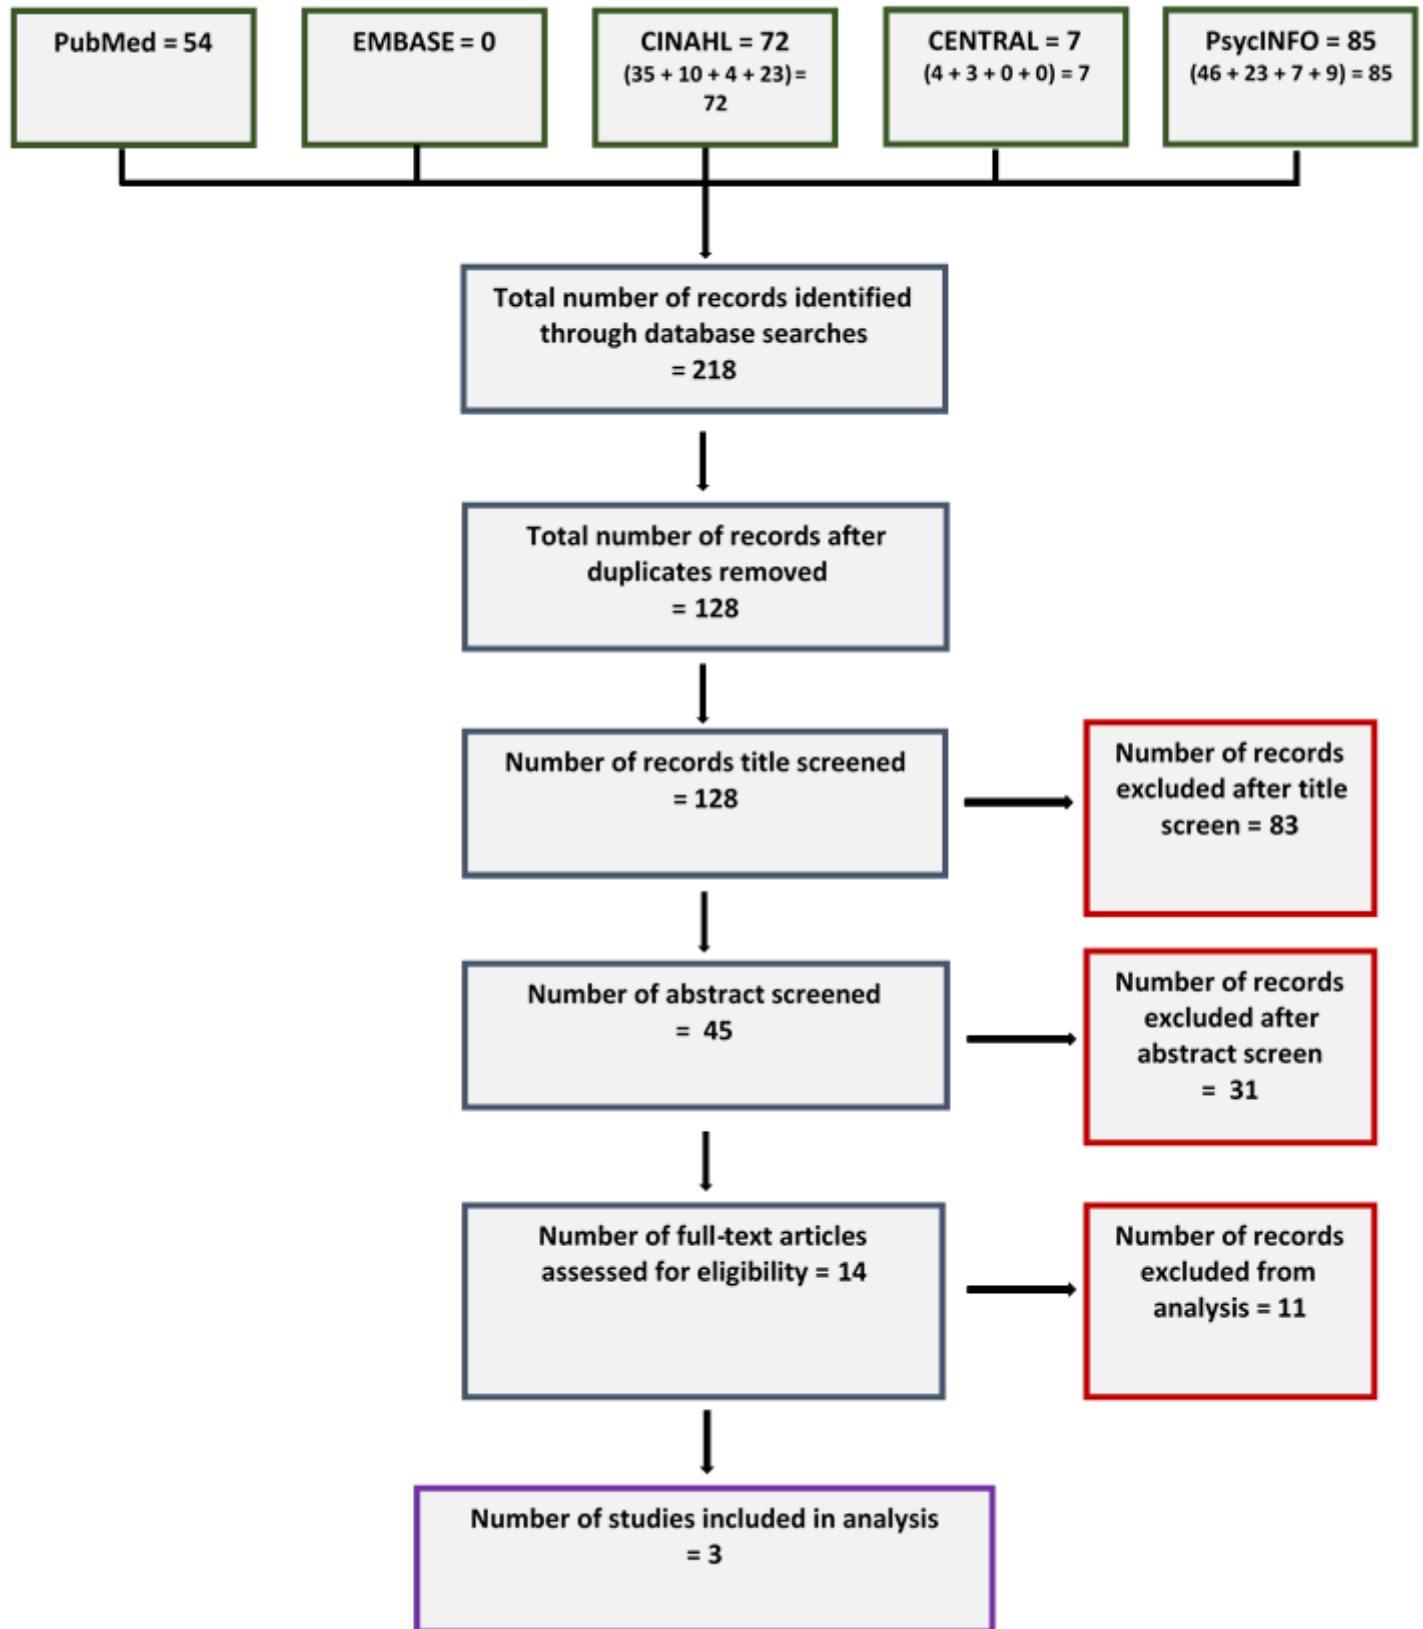 PubMed = 54
EMBASE = 0
CINAHL = 72
(35 + 10 + 4 + 23) =
72
CENTRAL = 7
(4 + 3 + 0 + 0) = 7
PsycINFO = 85
(46 + 23 + 7 + 9) = 85
Total number of records identified
through database searches
= 218
Total number of records after
duplicates removed
= 128
Number of records title screened
= 128
Number of records
excluded after title
screen = 83
Number of abstract screened
= 45
Number of records
excluded after
abstract screen
= 31
Number of full-text articles
assessed for eligibility = 14
Number of records
excluded from
analysis = 11
Number of studies included in analysis
= 3